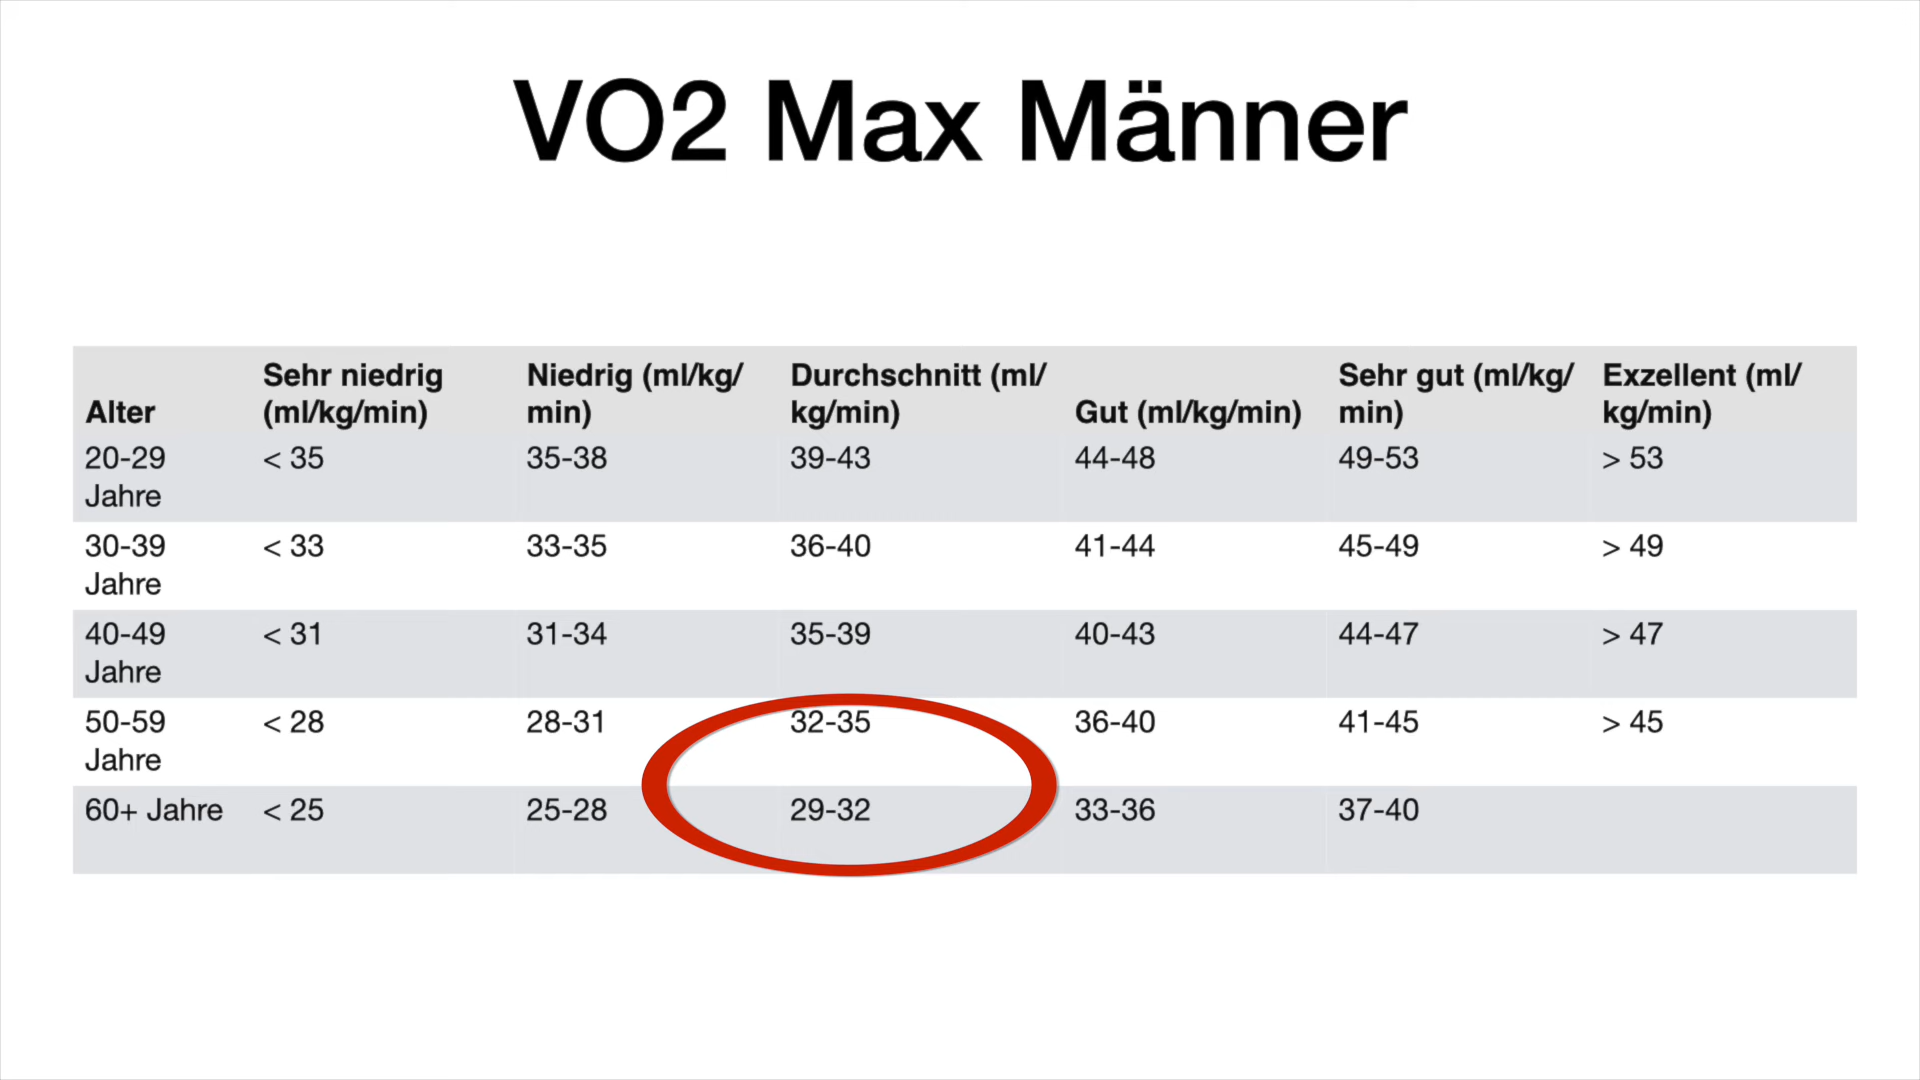 VO2 Max Männer
Alter Sehr niedrig (ml/kg/min) Niedrig (ml/kg/ min) Durchschnitt (ml/ kg/min) Gut (ml/kg/min) Sehr gut (ml/kg/ min) Exzellent (ml/ kg/min)
20-29 Jahre < 35 35-38 39-43 44-48 49-53 > 53
30-39 Jahre < 33 33-35 36-40 41-44 45-49 > 49
40-49 Jahre < 31 31-34 35-39 40-43 44-47 > 47
50-59 Jahre < 28 28-31 32-35 36-40 41-45 > 45
60+ Jahre < 25 25-28 29-32 33-36 37-40